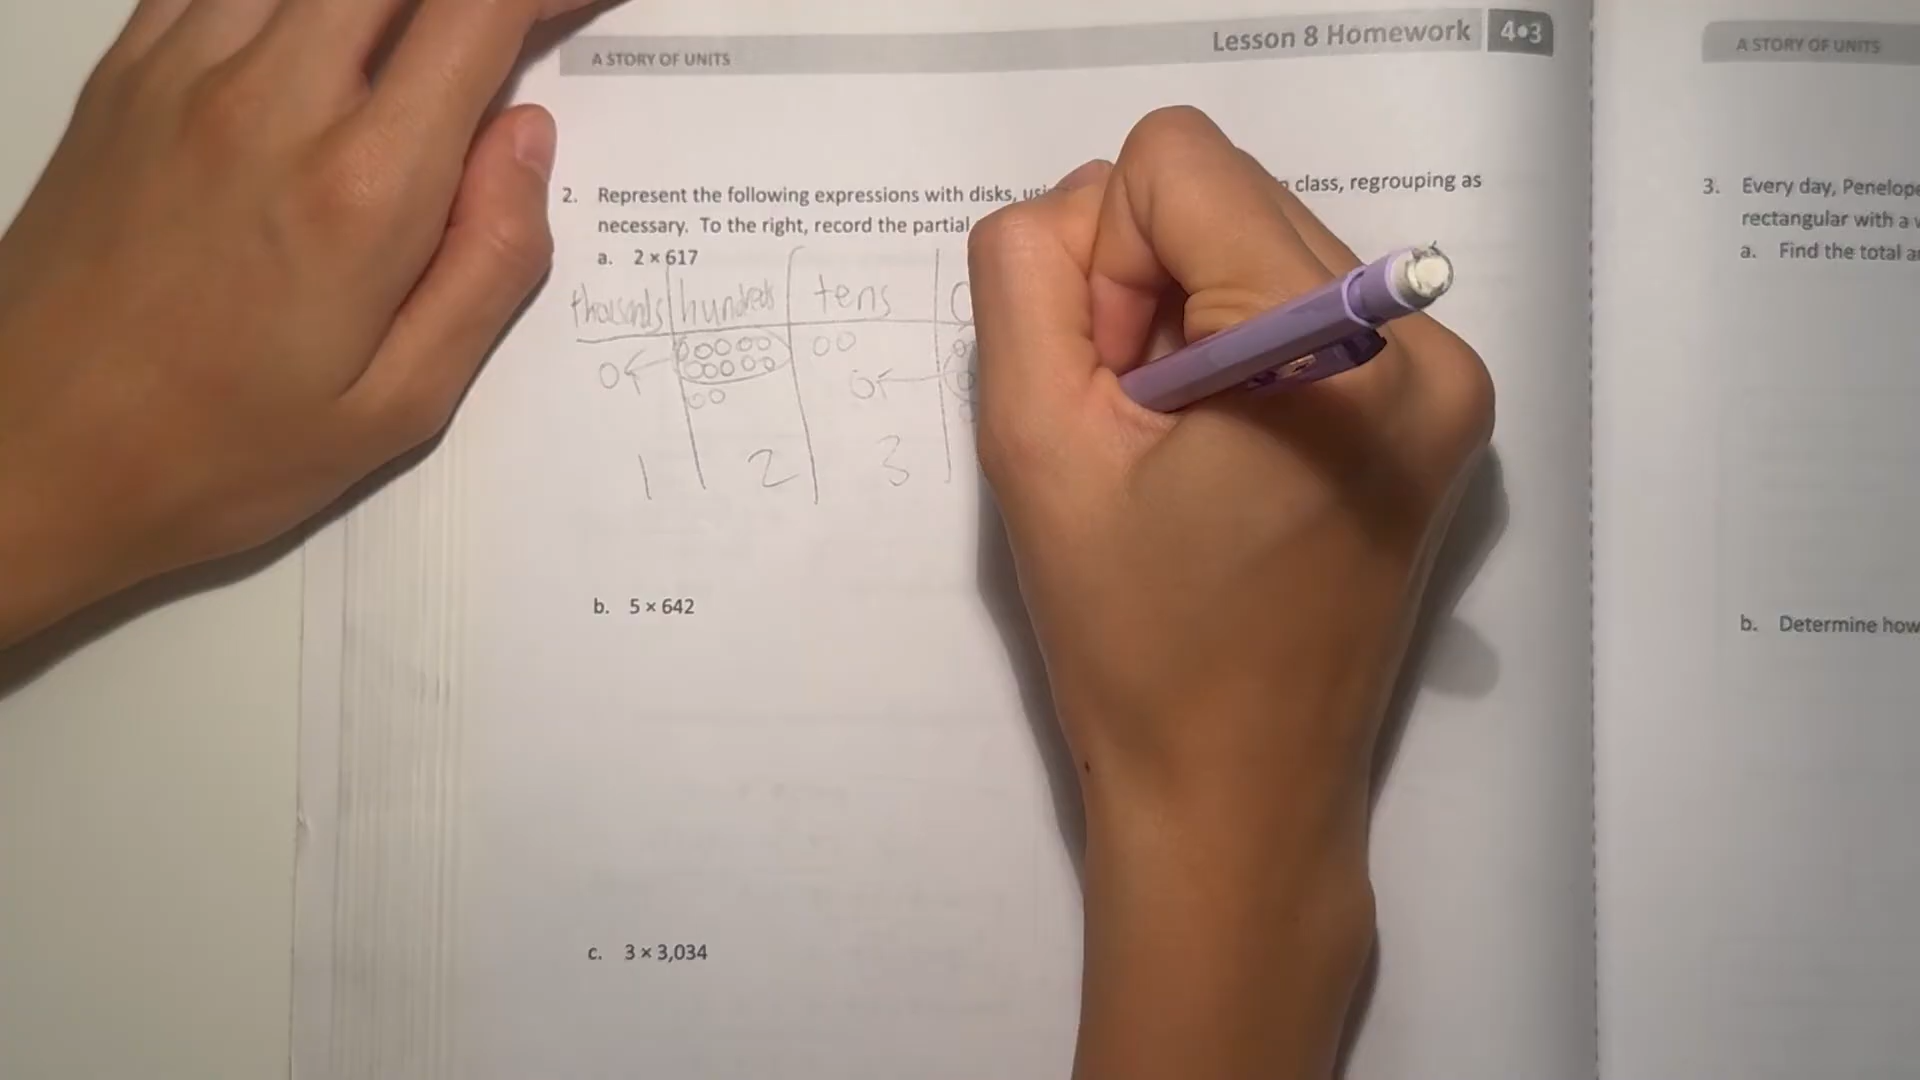 A STORY OF UNITS
Lesson 8 Homework 4•3
2. Represent the following expressions with disks, class, regrouping as
necessary. To the right, record the partial
a. 2 × 617
thousands hundreds tens
1 2 3
b. 5 × 642
c. 3 × 3,034
A STORY OF UNITS
3. Every day, Penelope
rectangular with a
a. Find the total
b. Determine how